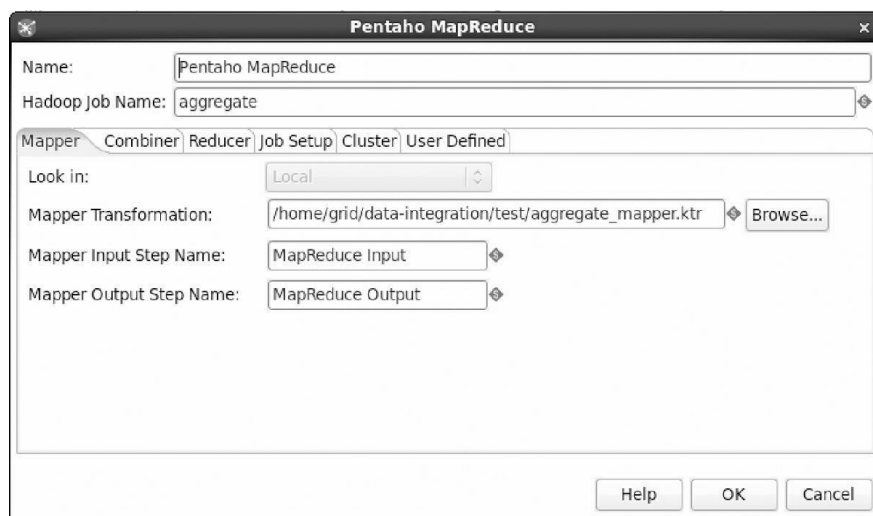 Pentaho MapReduce
Name: Pentaho MapReduce
Hadoop Job Name: aggregate
Mapper Combiner Reducer Job Setup Cluster User Defined
Look in: Local
Mapper Transformation: /home/grid/data-integration/test/aggregate_mapper.ktr Browse...
Mapper Input Step Name: MapReduce Input
Mapper Output Step Name: MapReduce Output
Help OK Cancel